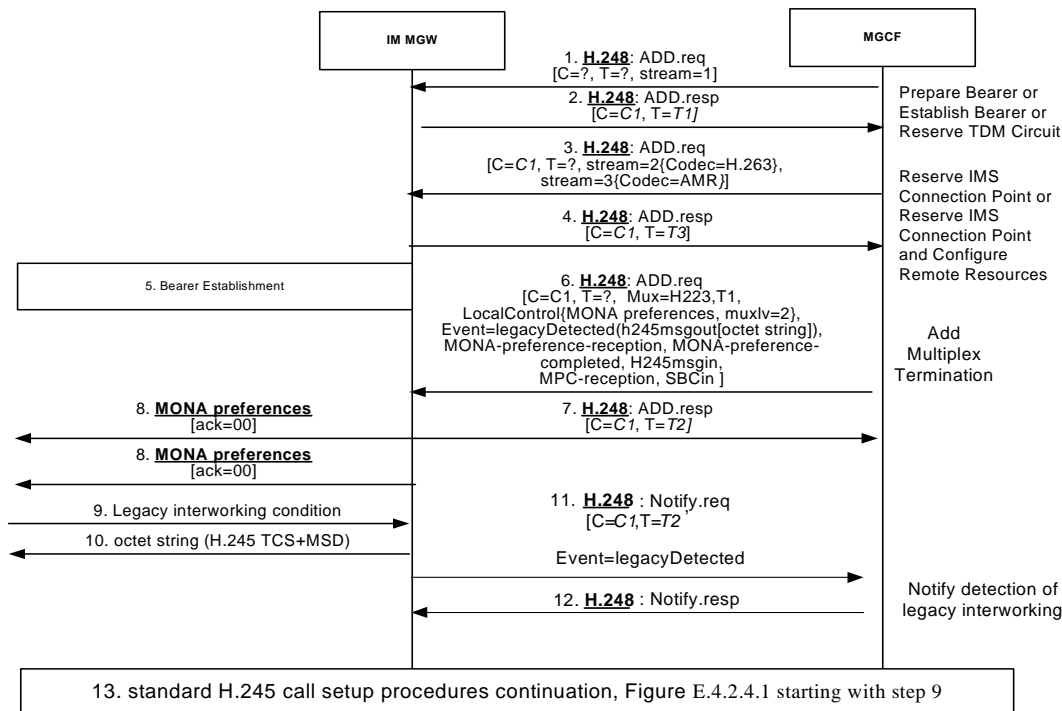 IM MGW
MGCF
1. H.248: ADD.req
[C=?, T=?, stream=1]
Prepare Bearer or
Establish Bearer or
Reserve TDM Circuit
2. H.248: ADD.resp
[C=C1, T=T1]
3. H.248: ADD.req
[C=C1, T=?, stream=2{Codec=H.263},
stream=3{Codec=AMR}]
Reserve IMS
Connection Point or
Reserve IMS
Connection Point
and Configure
Remote Resources
4. H.248: ADD.resp
[C=C1, T=T3]
5. Bearer Establishment
6. H.248: ADD.req
[C=C1, T=?, Mux=H223,T1,
LocalControl{MONA preferences, muxlv=2},
Event=legacyDetected(h245msgout[octet string]),
MONA-preference-reception, MONA-preference-
completed, H245msgin,
MPC-reception, SBCin ]
Add
Multiplex
Termination
8. MONA preferences
[ack=00]
7. H.248: ADD.resp
[C=C1, T=T2]
8. MONA preferences
[ack=00]
9. Legacy interworking condition
10. octet string (H.245 TCS+MSD)
11. H.248 : Notify.req
[C=C1,T=T2 ,
Event=legacyDetected
12. H.248 : Notify.resp
Notify detection of
legacy interworking
13. standard H.245 call setup procedures continuation, Figure E.4.2.4.1 starting with step 9